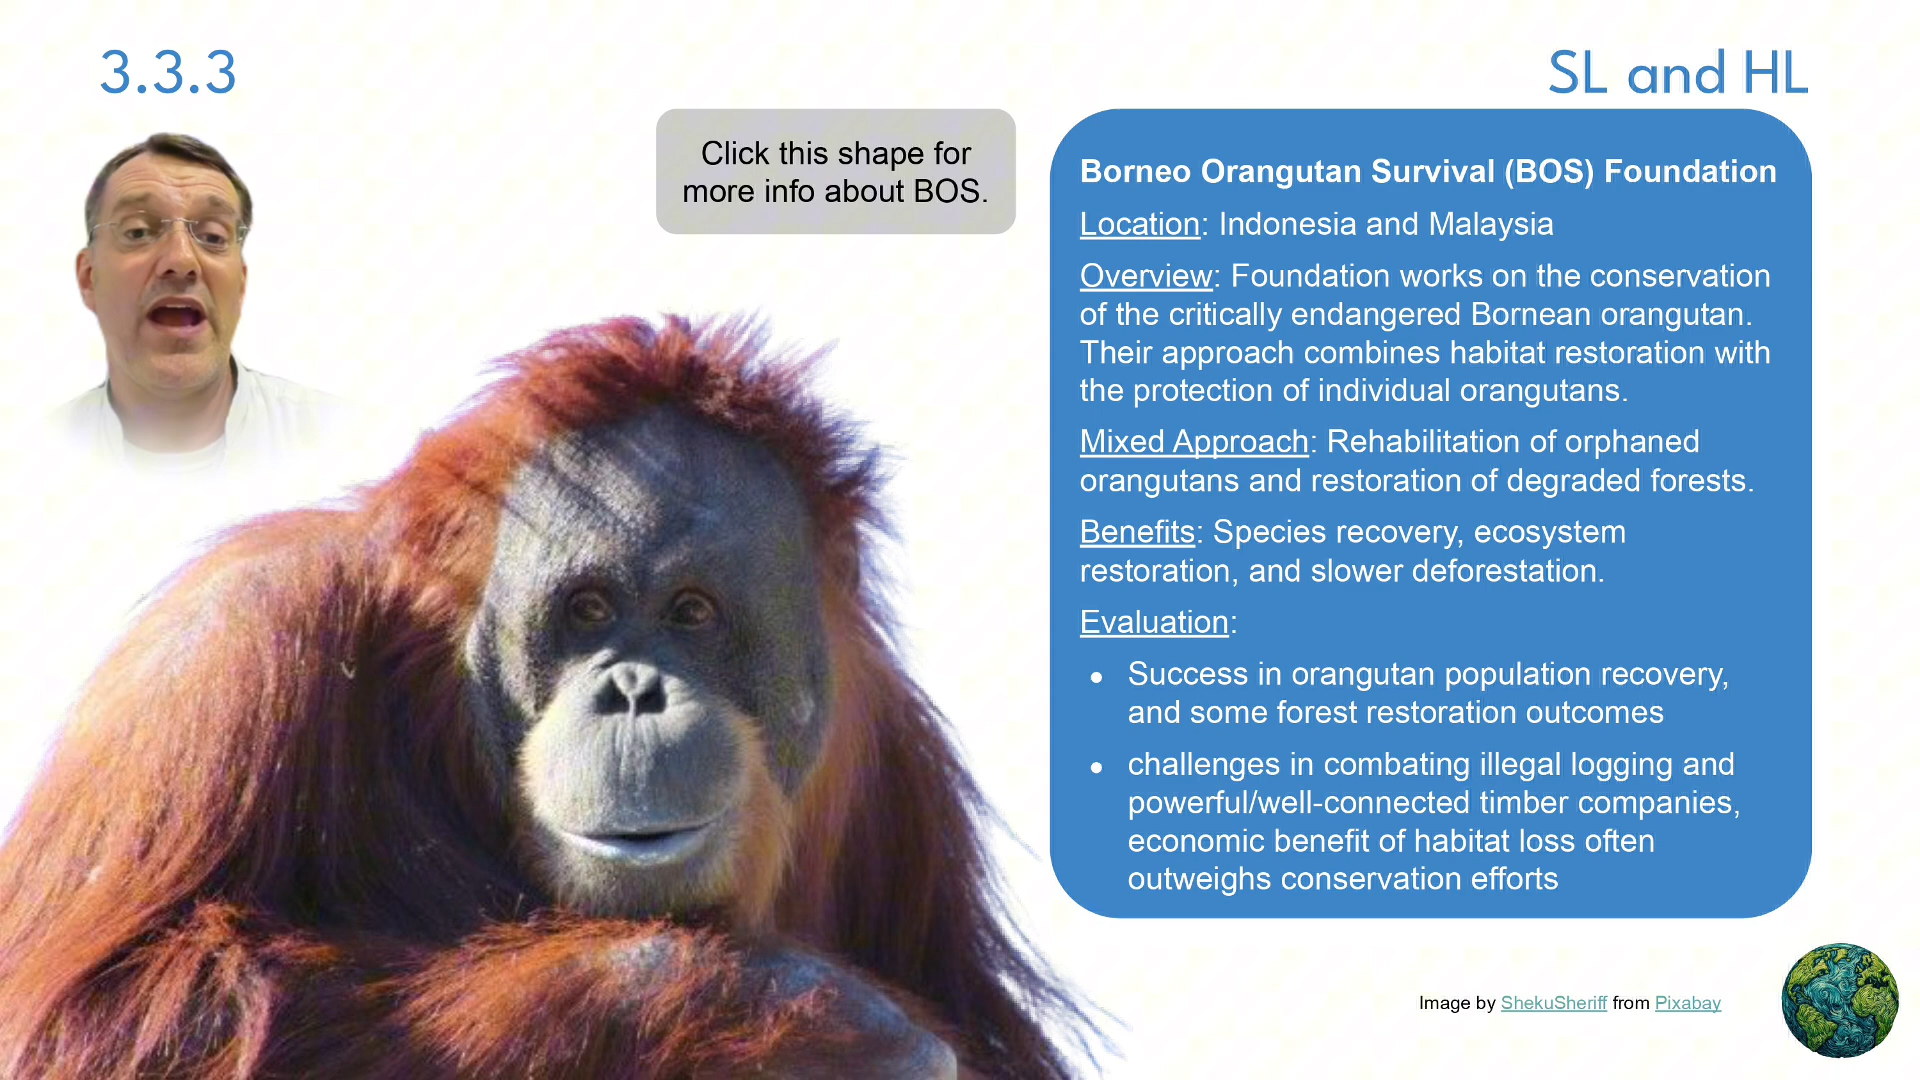 3.3.3
SL and HL
Click this shape for
more info about BOS.
Borneo Orangutan Survival (BOS) Foundation
Location: Indonesia and Malaysia
Overview: Foundation works on the conservation
of the critically endangered Bornean orangutan.
Their approach combines habitat restoration with
the protection of individual orangutans.
Mixed Approach: Rehabilitation of orphaned
orangutans and restoration of degraded forests.
Benefits: Species recovery, ecosystem
restoration, and slower deforestation.
Evaluation:
● Success in orangutan population recovery,
and some forest restoration outcomes
● challenges in combating illegal logging and
powerful/well-connected timber companies,
economic benefit of habitat loss often
outweighs conservation efforts
Image by ShekuSheriff from Pixabay